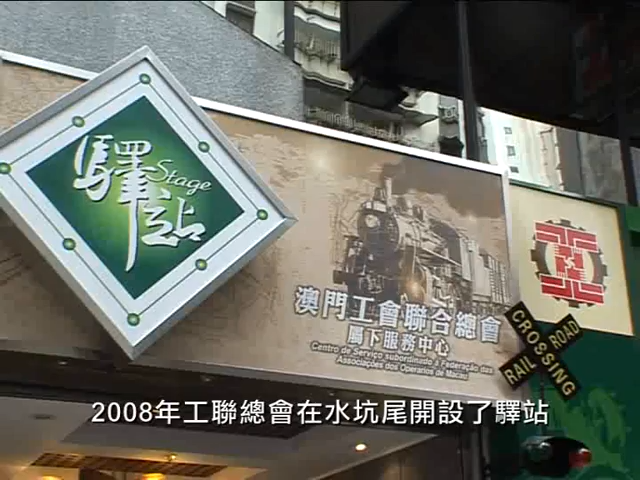 驛站
Stage
澳門工會聯合總會
屬下服務中心
Centro de Serviço subordinado à Federação das
Associações dos Operários de Macau
RAIL ROAD
CROSSING
2008年工聯總會在水坑尾開設了驛站